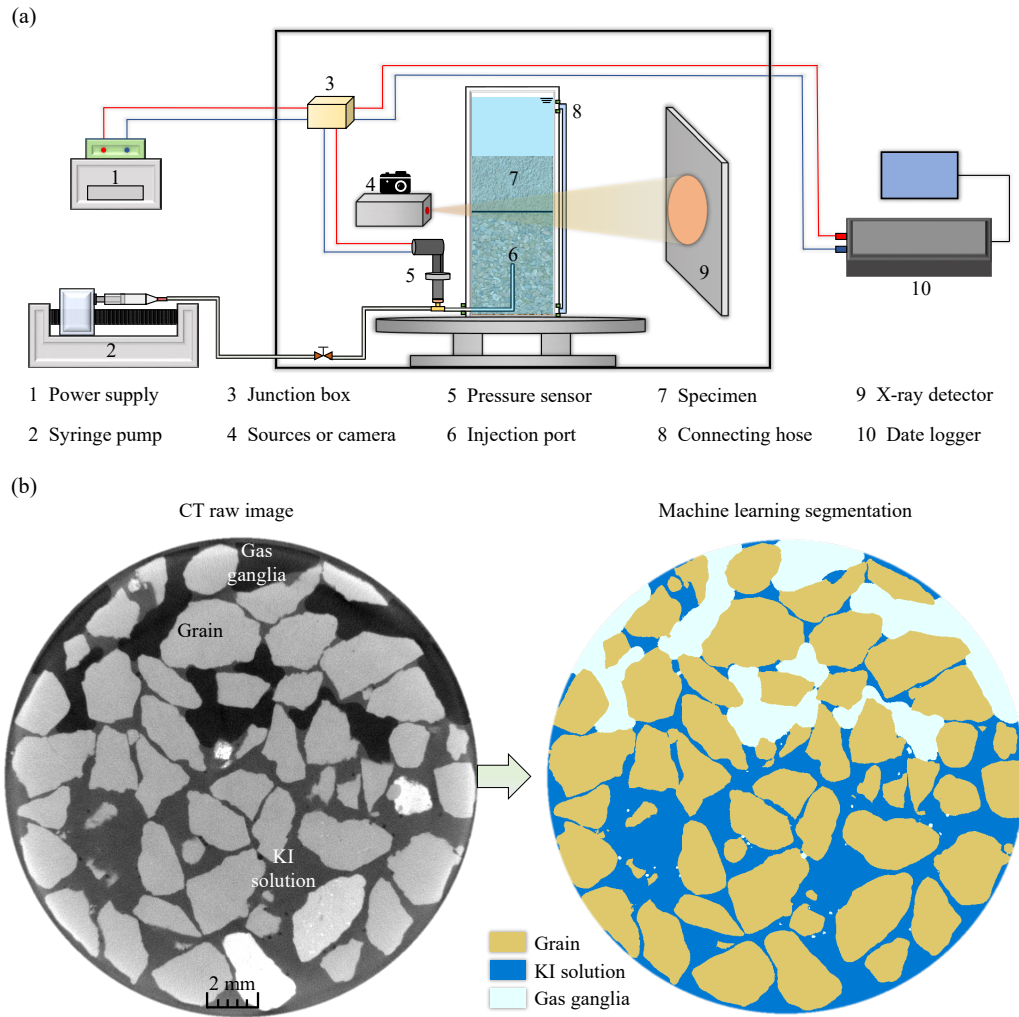 (a)
3
8
1
4
7
5
6
9
10
2
1 Power supply
3 Junction box
5 Pressure sensor
7 Specimen
9 X-ray detector
2 Syringe pump
4 Sources or camera
6 Injection port
8 Connecting hose
10 Date logger
(b)
CT raw image
Machine learning segmentation
Gas
ganglia
Grain
KI
solution
2 mm
Grain
KI solution
Gas ganglia